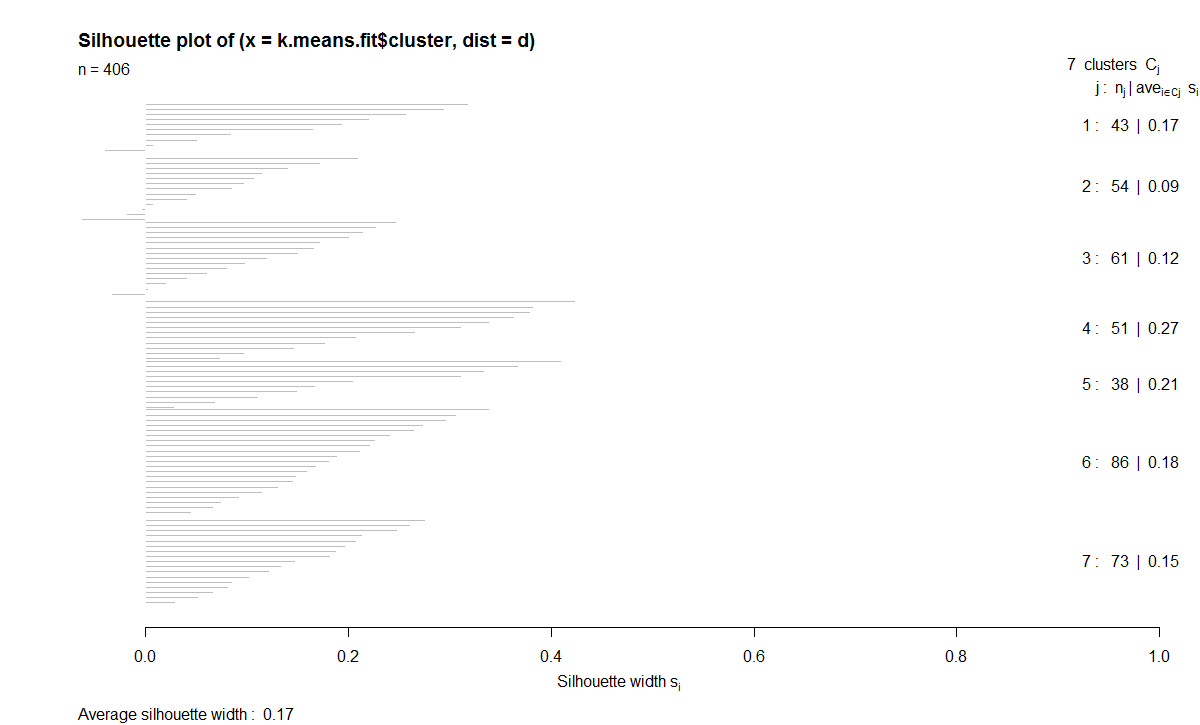 Silhouette plot of (x = k.means.fit$cluster, dist = d)
n = 406
7 clusters Cj
j : nj | avei∈Cj si
1 : 43 | 0.17
2 : 54 | 0.09
3 : 61 | 0.12
4 : 51 | 0.27
5 : 38 | 0.21
6 : 86 | 0.18
7 : 73 | 0.15
0.0 0.2 0.4 0.6 0.8 1.0
Silhouette width si
Average silhouette width : 0.17